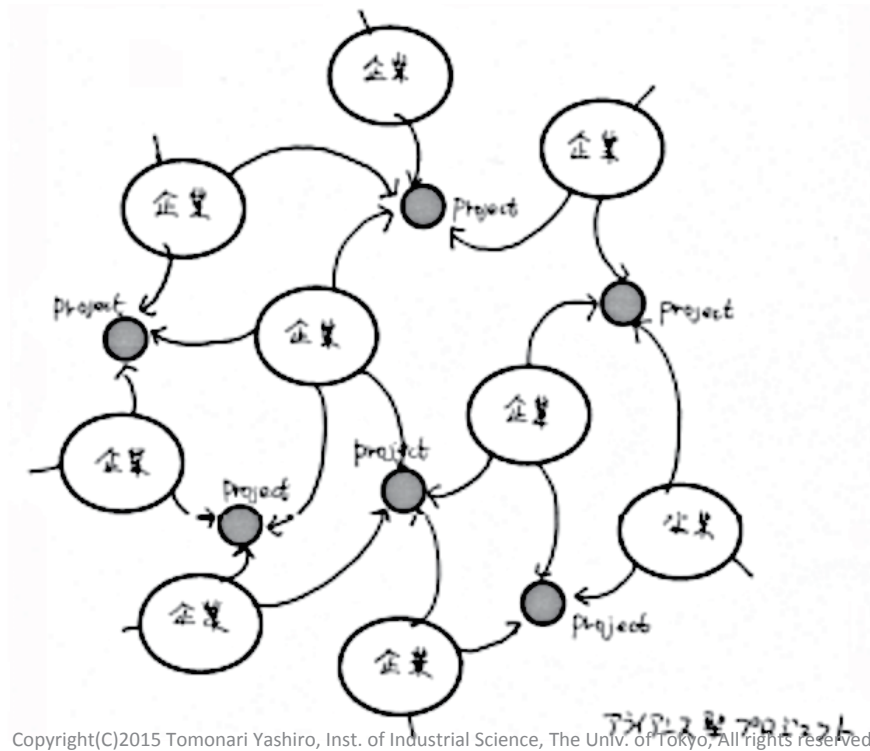 企業
企業
企業
project
企業
project
企業
project
企業
企業
project
project
企業
企業
企業
project
アライアンス型プロジェクト
Copyright(C)2015 Tomonari Yashiro, Inst. of Industrial Science, The Univ. of Tokyo, All rights reserved